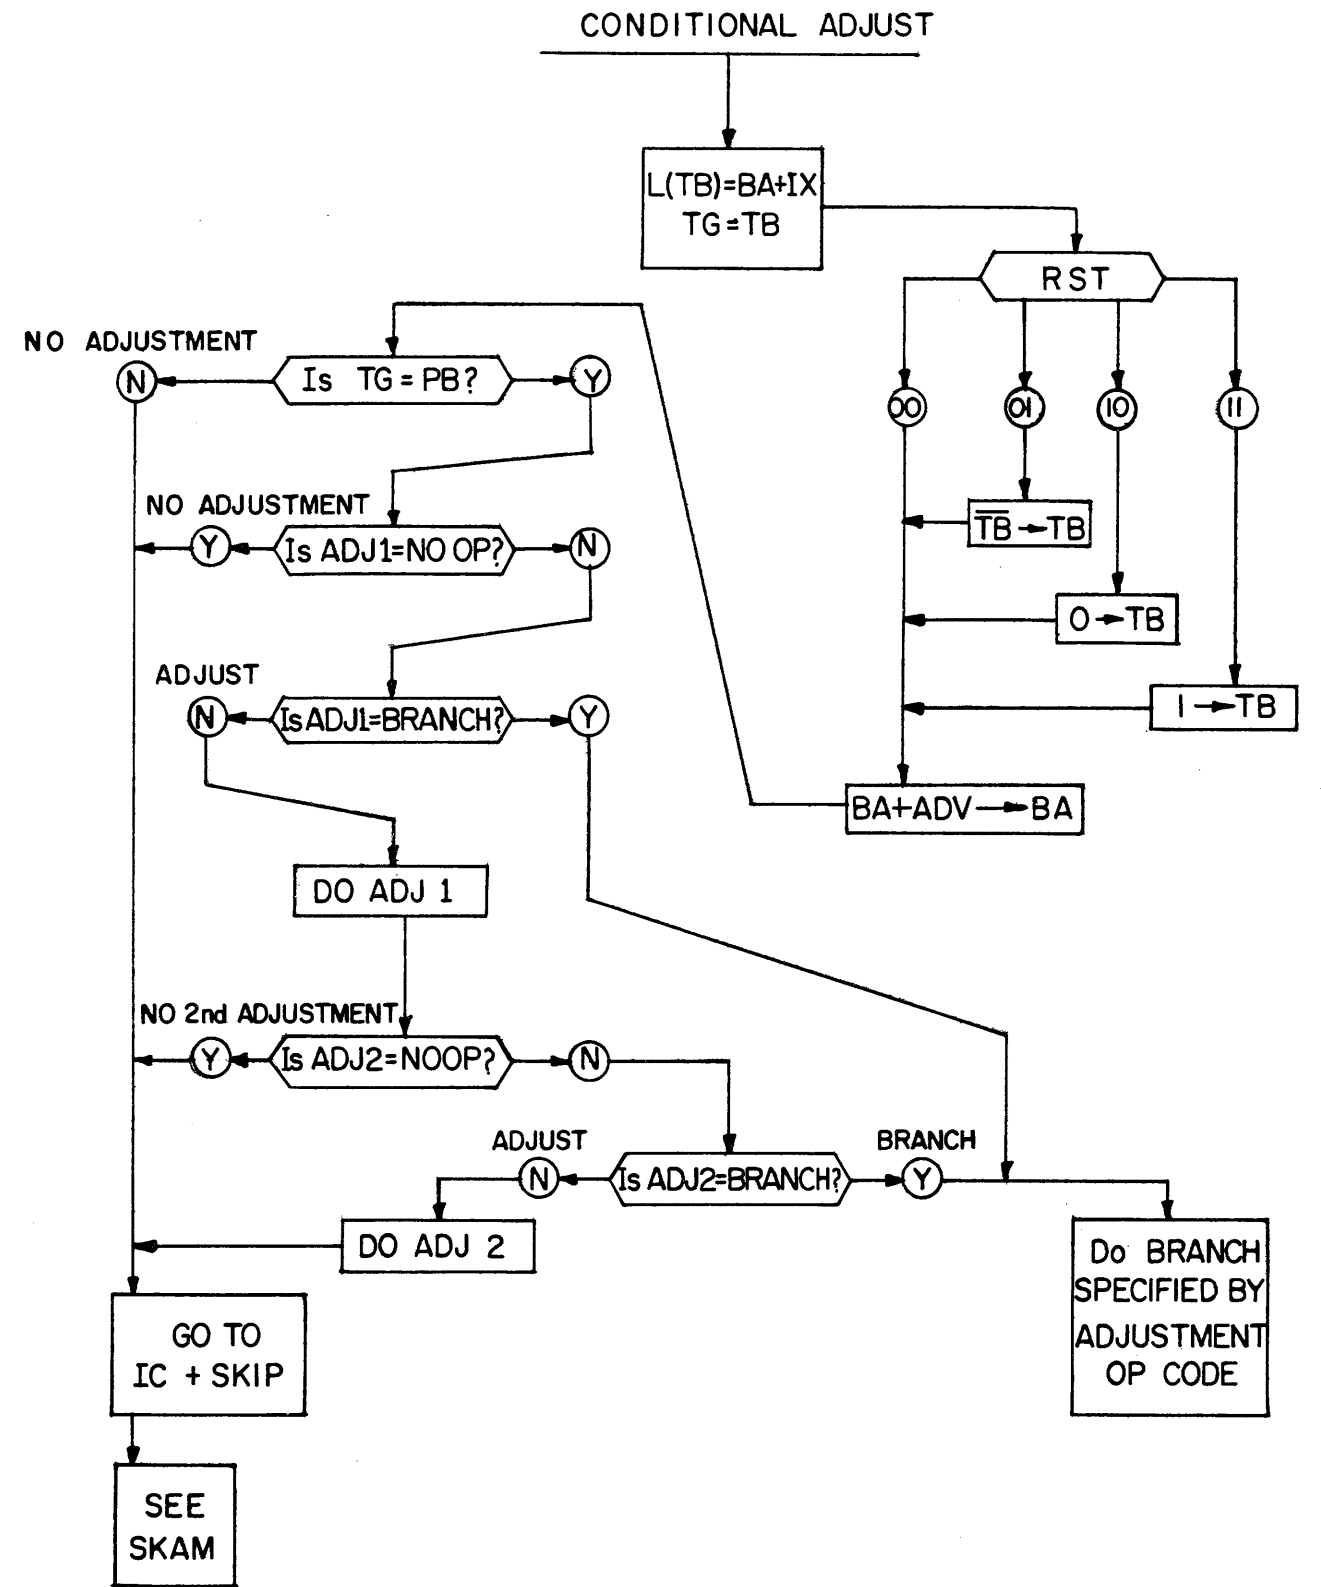 CONDITIONAL ADJUST
L(TB)=BA+IX
TG=TB
RST
00
01
10
11
TB → TB
0 → TB
1 → TB
BA+ADV → BA
NO ADJUSTMENT
N
Is TG=PB?
Y
NO ADJUSTMENT
Y
Is ADJ1=NO OP?
N
ADJUST
N
Is ADJ1=BRANCH?
Y
DO ADJ 1
NO 2nd ADJUSTMENT
Y
Is ADJ2=NOOP?
N
ADJUST
N
Is ADJ2=BRANCH?
BRANCH
Y
DO ADJ 2
Do BRANCH
SPECIFIED BY
ADJUSTMENT
OP CODE
GO TO
IC + SKIP
SEE
SKAM